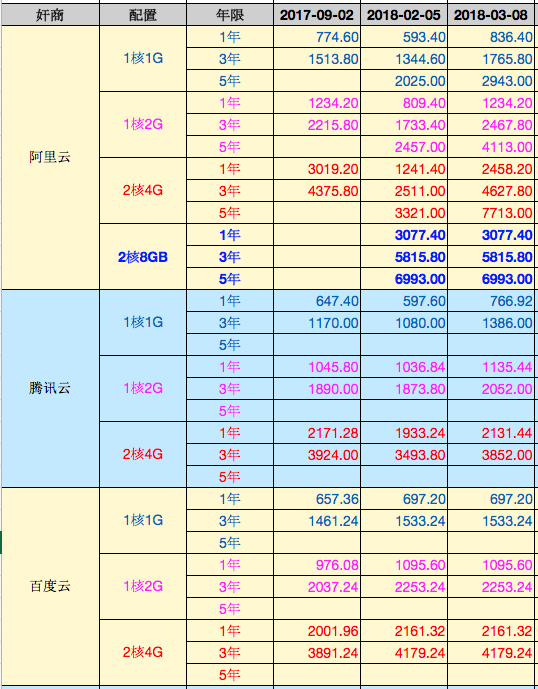 奸商 配置 年限 2017-09-02 2018-02-05 2018-03-08
阿里云 1核1G 1年 774.60 593.40 836.40
3年 1513.80 1344.60 1765.80
5年 2025.00 2943.00
1核2G 1年 1234.20 809.40 1234.20
3年 2215.80 1733.40 2467.80
5年 2457.00 4113.00
2核4G 1年 3019.20 1241.40 2458.20
3年 4375.80 2511.00 4627.80
5年 3321.00 7713.00
2核8GB 1年 3077.40 3077.40
3年 5815.80 5815.80
5年 6993.00 6993.00
腾讯云 1核1G 1年 647.40 597.60 766.92
3年 1170.00 1080.00 1386.00
5年
1核2G 1年 1045.80 1036.84 1135.44
3年 1890.00 1873.80 2052.00
5年
2核4G 1年 2171.28 1933.24 2131.44
3年 3924.00 3493.80 3852.00
5年
百度云 1核1G 1年 657.36 697.20 697.20
3年 1461.24 1533.24 1533.24
5年
1核2G 1年 976.08 1095.60 1095.60
3年 2037.24 2253.24 2253.24
5年
2核4G 1年 2001.96 2161.32 2161.32
3年 3891.24 4179.24 4179.24
5年